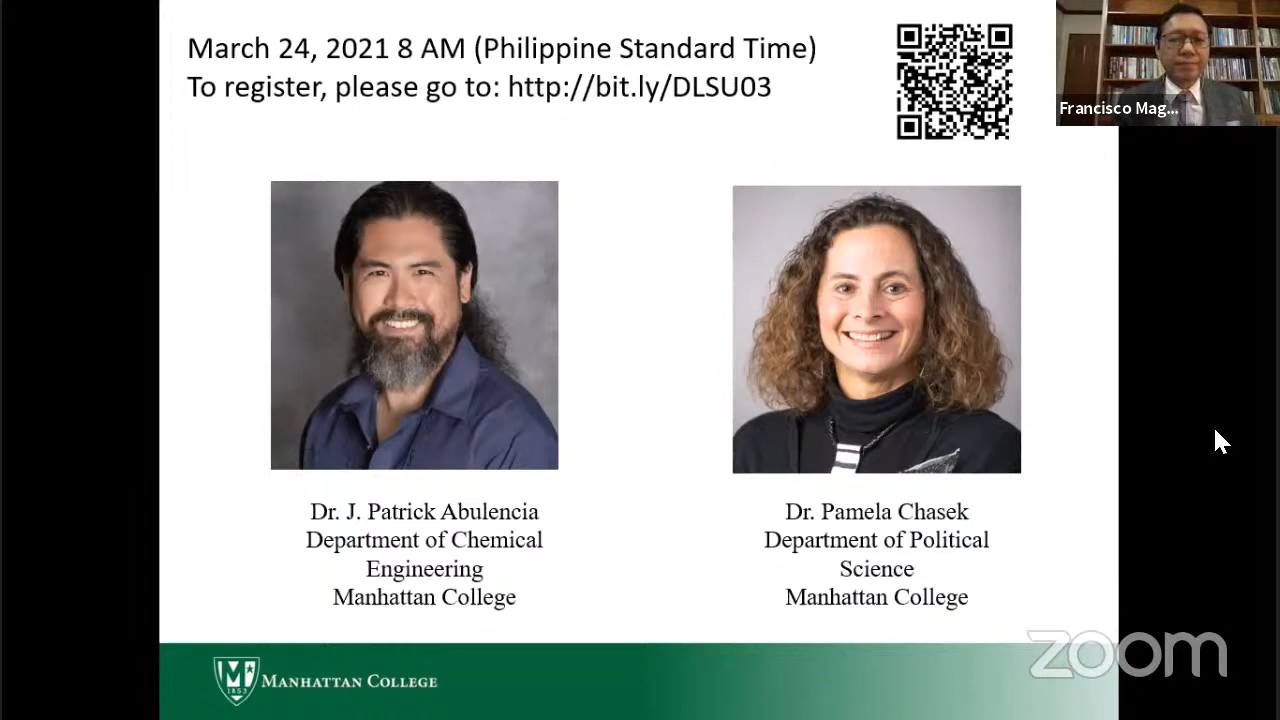 March 24, 2021 8 AM (Philippine Standard Time)
To register, please go to: http://bit.ly/DLSU03
Francisco Mag...
Dr. J. Patrick Abulencia
Department of Chemical
Engineering
Manhattan College
Dr. Pamela Chasek
Department of Political
Science
Manhattan College
M
1853
MANHATTAN COLLEGE
zoom